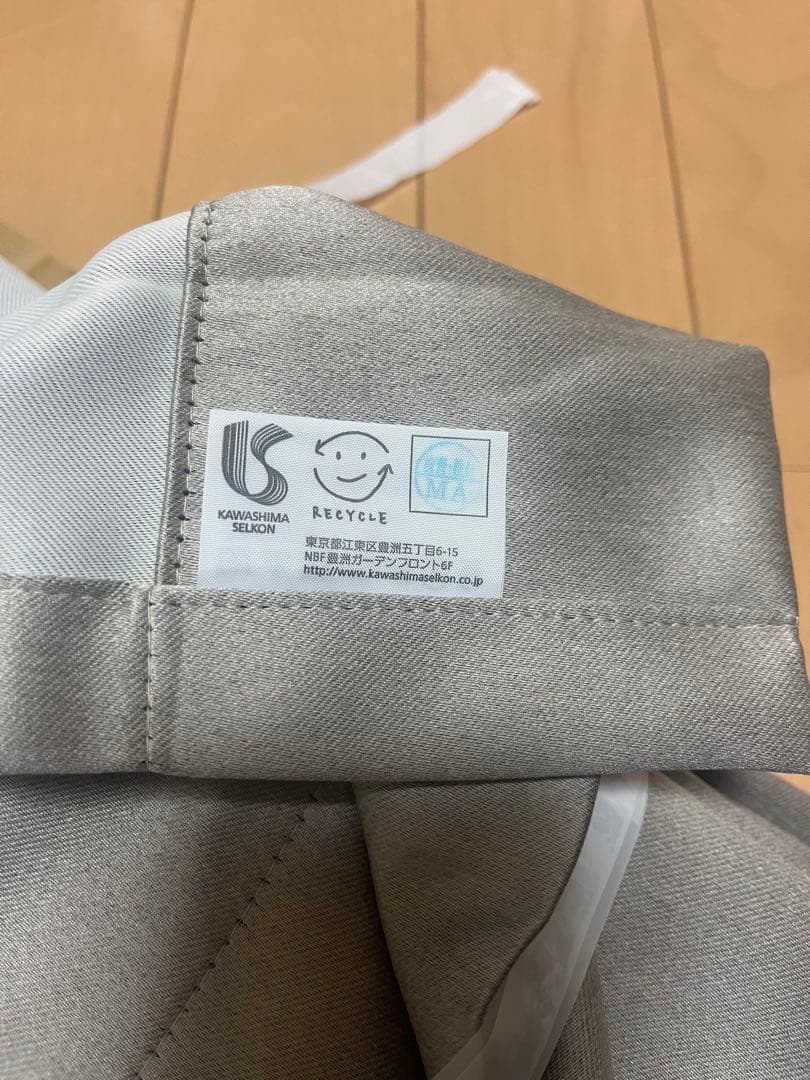 KAWASHIMA
SELKON
RECYCLE
MA
東京都江東区豊洲五丁目6-15
NBF豊洲ガーデンフロント6F
http://www.kawashimaselkon.co.jp